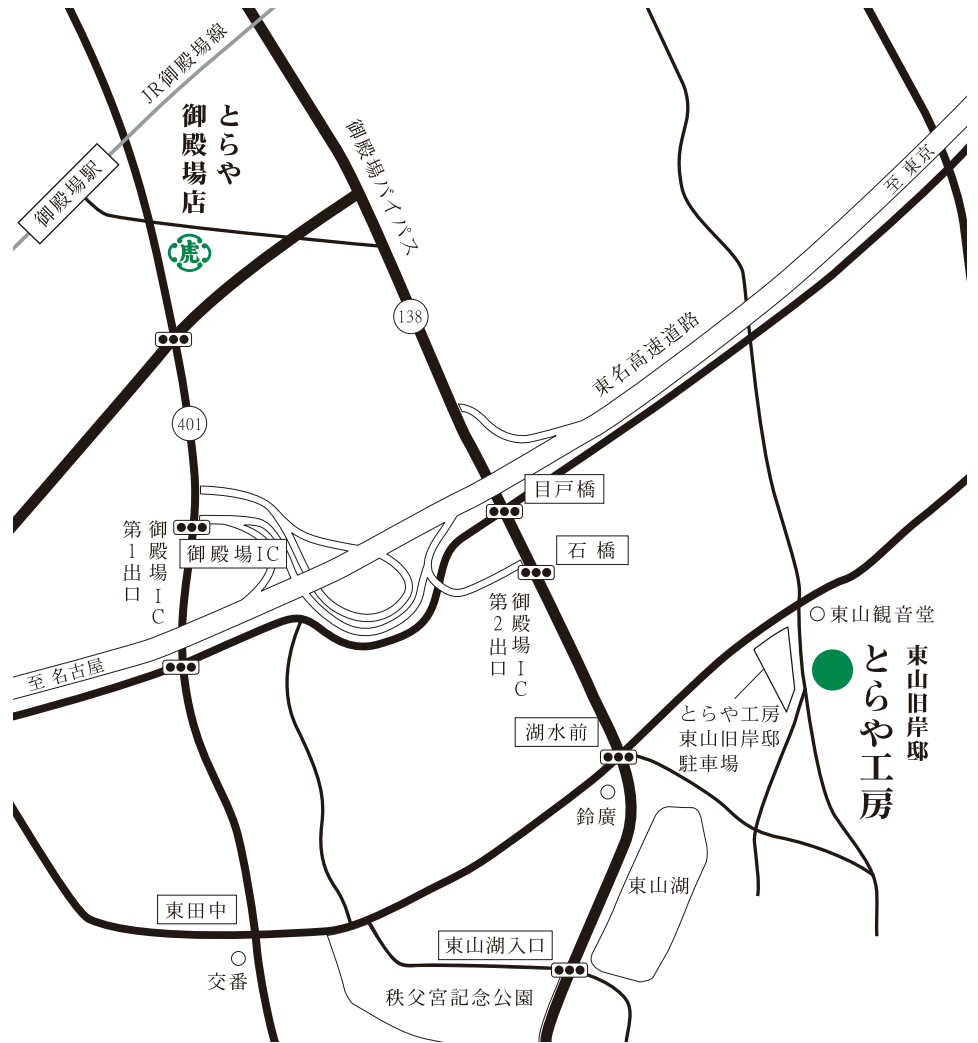 JR御殿場線
御殿場駅
とらや
御殿場店
虎
御殿場バイパス
138
401
至 東京
東名高速道路
目戸橋
石橋
御殿場IC
第1出口
御殿場IC
御殿場IC
第2出口
至 名古屋
東山観音堂
東山旧岸邸
とらや工房
とらや工房
東山旧岸邸
駐車場
湖水前
鈴廣
東山湖
東田中
交番
東山湖入口
秩父宮記念公園